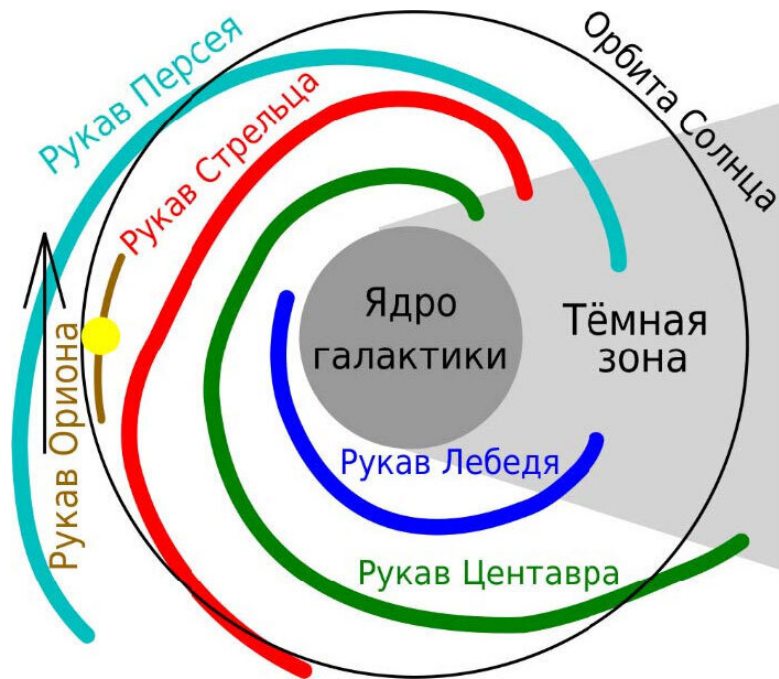 Рукав Персея
Орбита Солнца
Рукав Стрельца
Ядро
галактики
Тёмная
зона
Рукав Ориона
Рукав Лебедя
Рукав Центавра